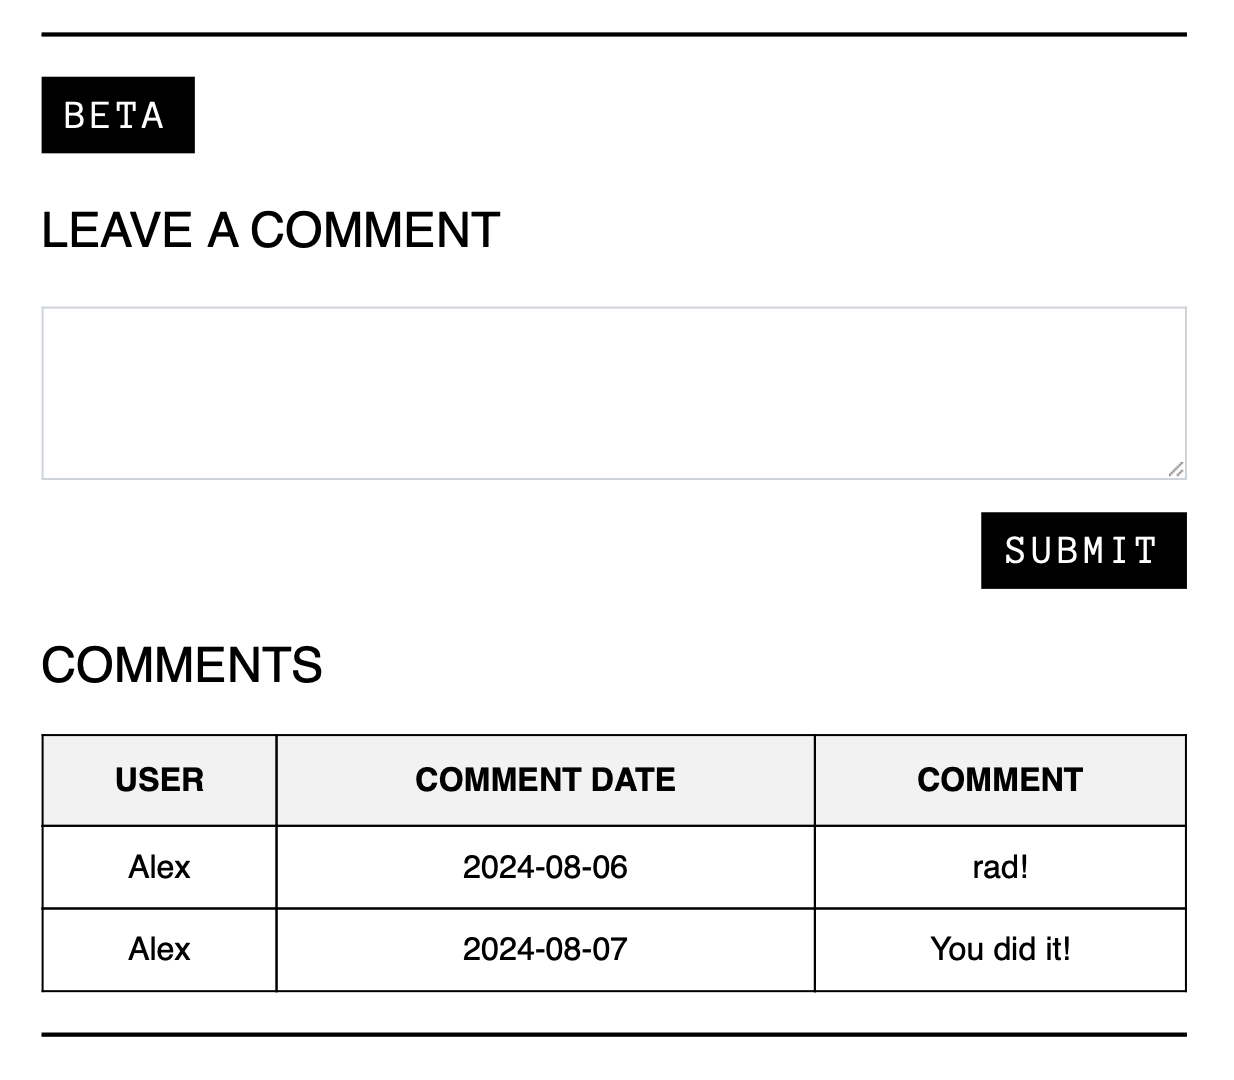 BETA
LEAVE A COMMENT
SUBMIT
COMMENTS
USER COMMENT DATE COMMENT
Alex 2024-08-06 rad!
Alex 2024-08-07 You did it!